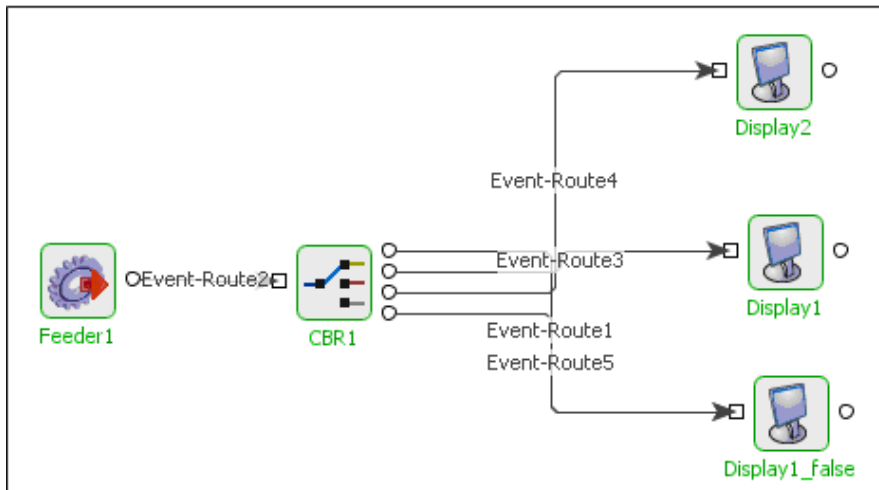 Display2
Event-Route4
Event-Route2
Event-Route3
Feeder1
CBR1
Display1
Event-Route1
Event-Route5
Display1_false